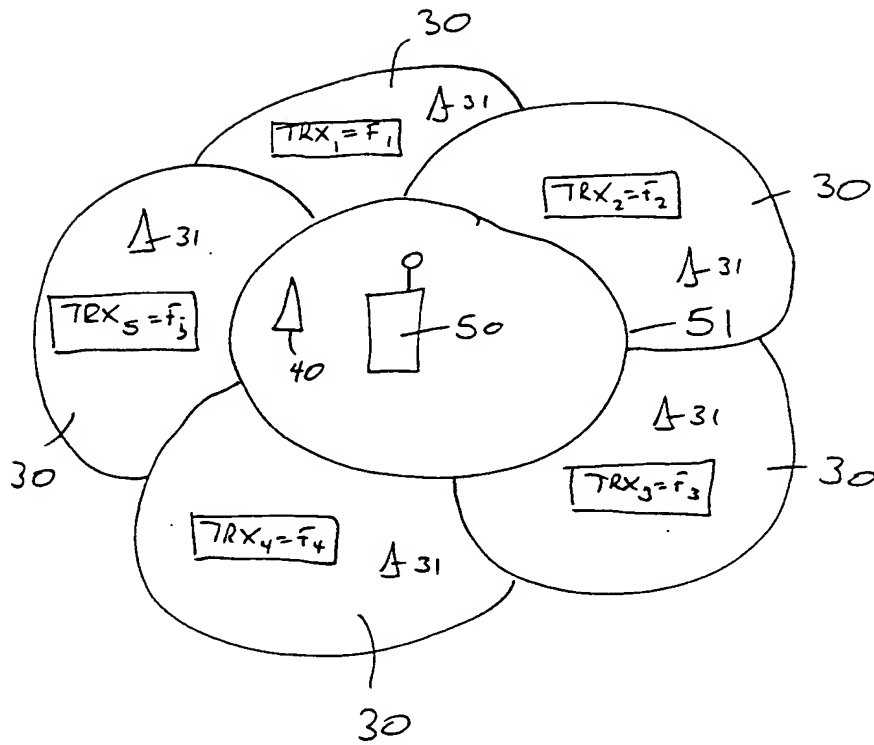 30
31
TRX₁ = F₁
TRX₂ = F₂
30
31
31
TRX₅ = F₅
50
51
40
31
30
TRX₃ = F₃
30
TRX₄ = F₄
31
30